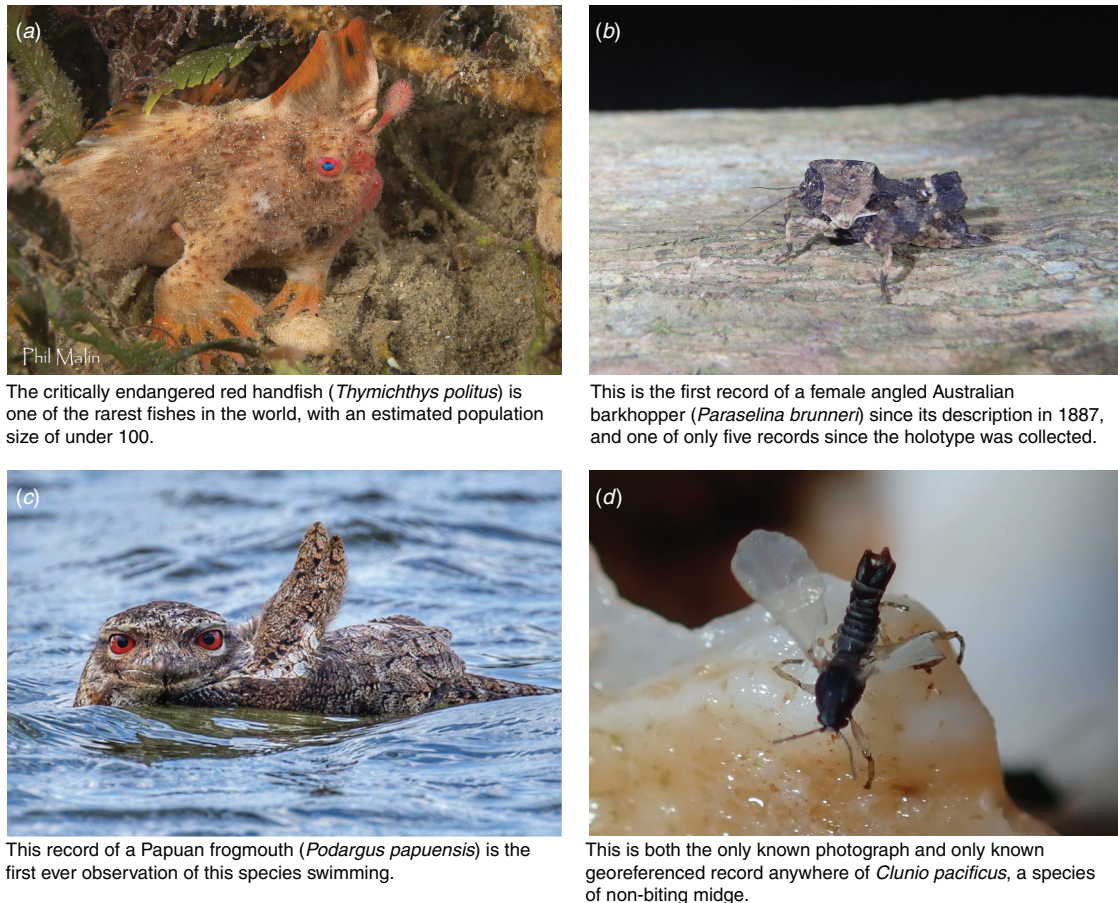 (a)
Phil Malin
The critically endangered red handfish (Thymichthys politus) is
one of the rarest fishes in the world, with an estimated population
size of under 100.
(b)
This is the first record of a female angled Australian
barkhopper (Paraselina brunneri) since its description in 1887,
and one of only five records since the holotype was collected.
(c)
This record of a Papuan frogmouth (Podargus papuensis) is the
first ever observation of this species swimming.
(d)
This is both the only known photograph and only known
georeferenced record anywhere of Clunio pacificus, a species
of non-biting midge.